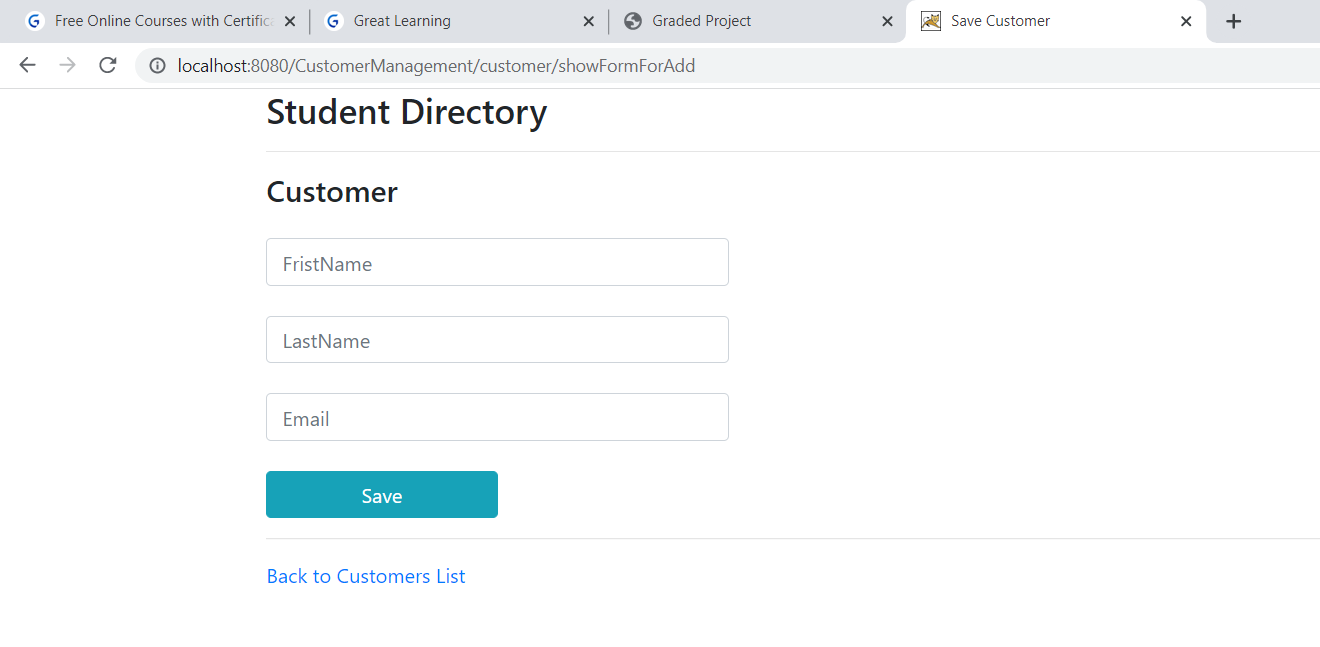 Free Online Courses with Certifica
Great Learning
Graded Project
Save Customer
localhost:8080/CustomerManagement/customer/showFormForAdd
Student Directory
Customer
FristName
LastName
Email
Save
Back to Customers List